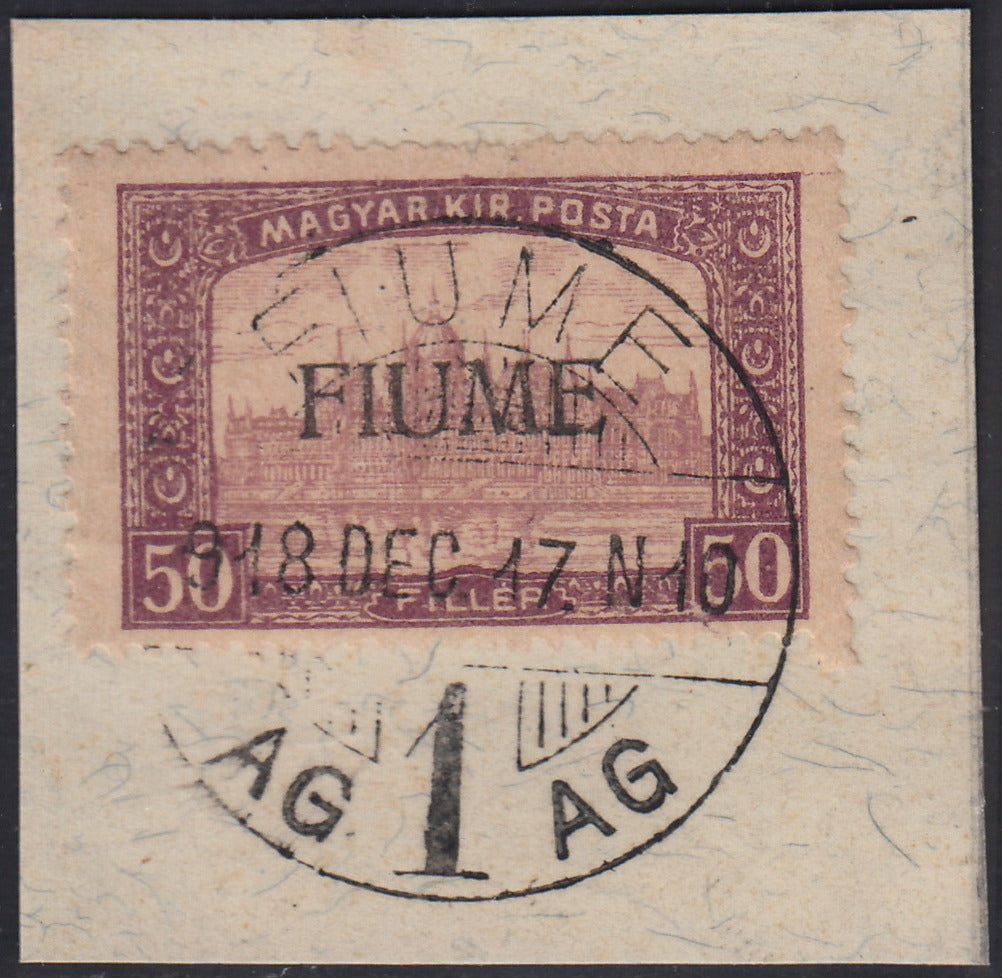 MAGYAR. KIR. POSTA
FIUME
FIUME
918 DEC 17. N 10
50 FILLÉR 50
AG 1 AG